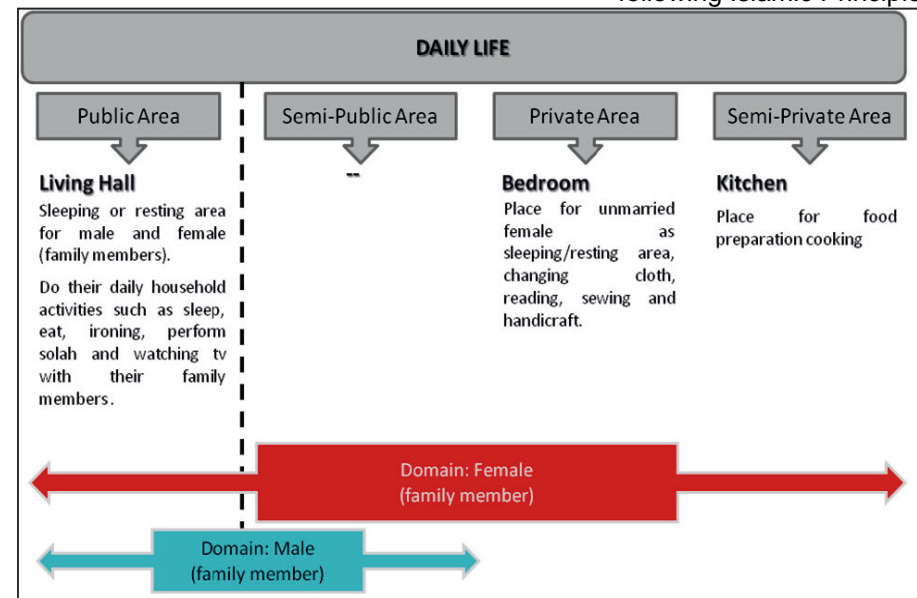 following Islamic Principle
DAILY LIFE
Public Area
Living Hall
Sleeping or resting area
for male and female
(family members).
Do their daily household
activities such as sleep,
eat, ironing, perform
solah and watching tv
with their family
members.
Semi-Public Area
--
Private Area
Bedroom
Place for unmarried
female as
sleeping/resting area,
changing cloth,
reading, sewing and
handicraft.
Semi-Private Area
Kitchen
Place for food
preparation cooking
Domain: Female
(family member)
Domain: Male
(family member)